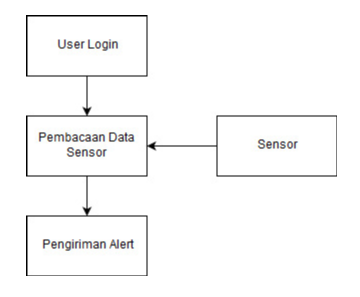 User Login
Pembacaan Data
Sensor
Sensor
Pengiriman Alert